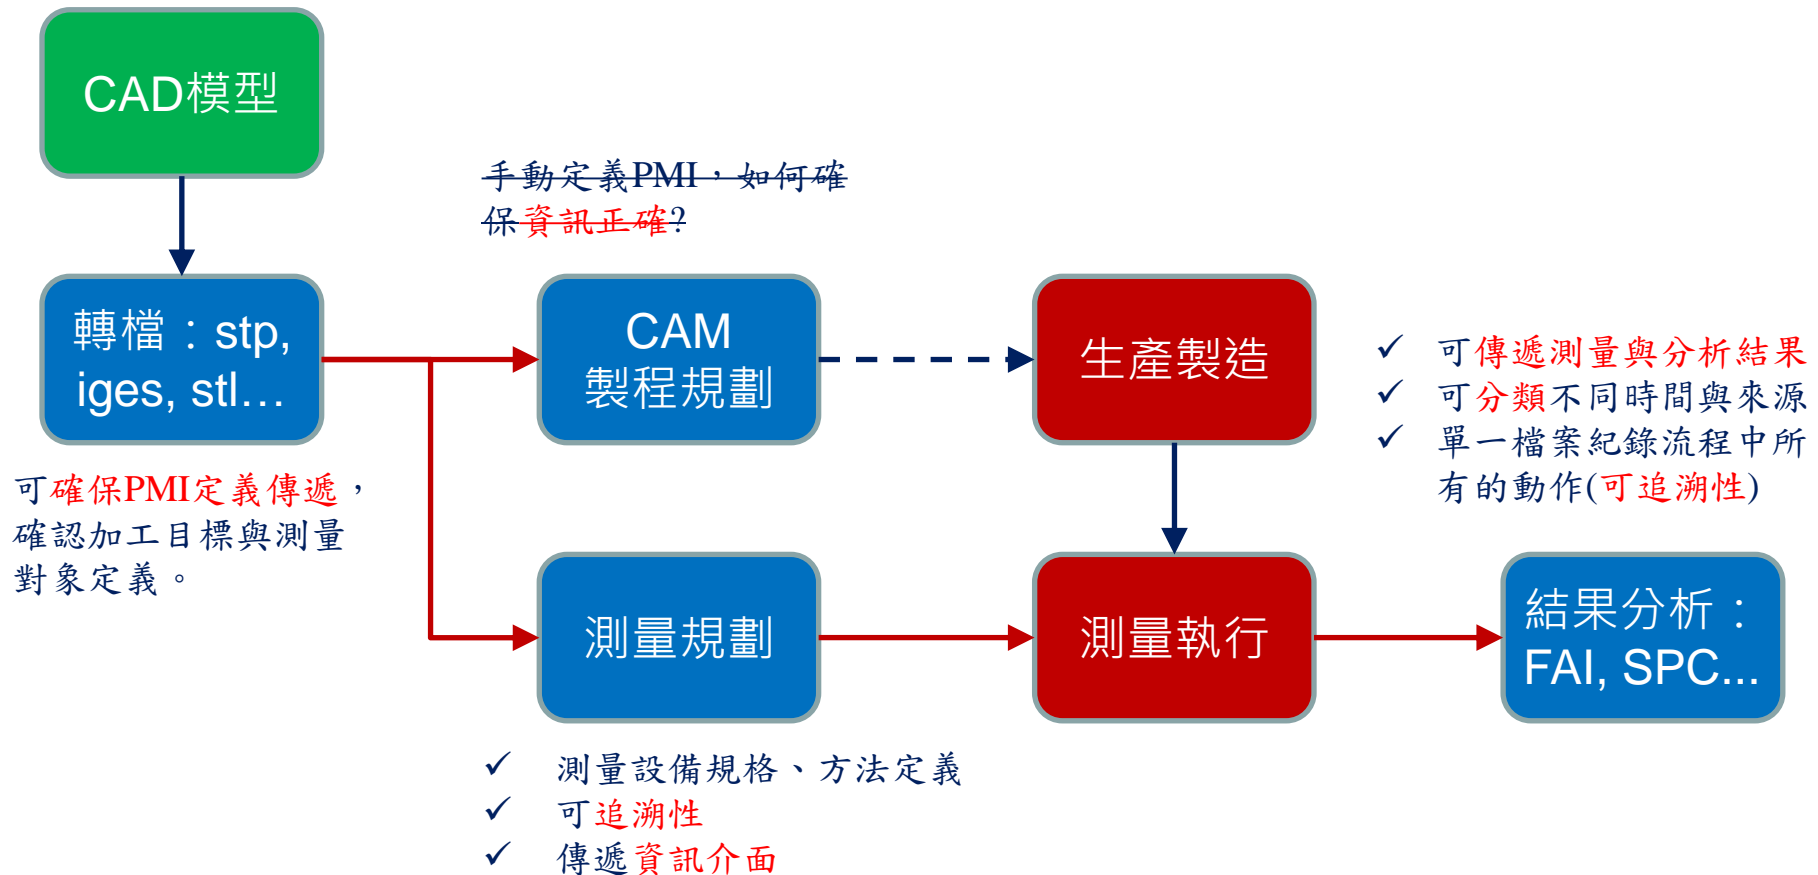 CAD模型
手動定義PMI，如何確
保資訊正確?
轉檔：stp,
iges, stl…
CAM
製程規劃
生產製造
✓ 可傳遞測量與分析結果
✓ 可分類不同時間與來源
✓ 單一檔案紀錄流程中所
有的動作(可追溯性)
可確保PMI定義傳遞，
確認加工目標與測量
對象定義。
測量規劃
測量執行
結果分析：
FAI, SPC...
✓ 測量設備規格、方法定義
✓ 可追溯性
✓ 傳遞資訊介面